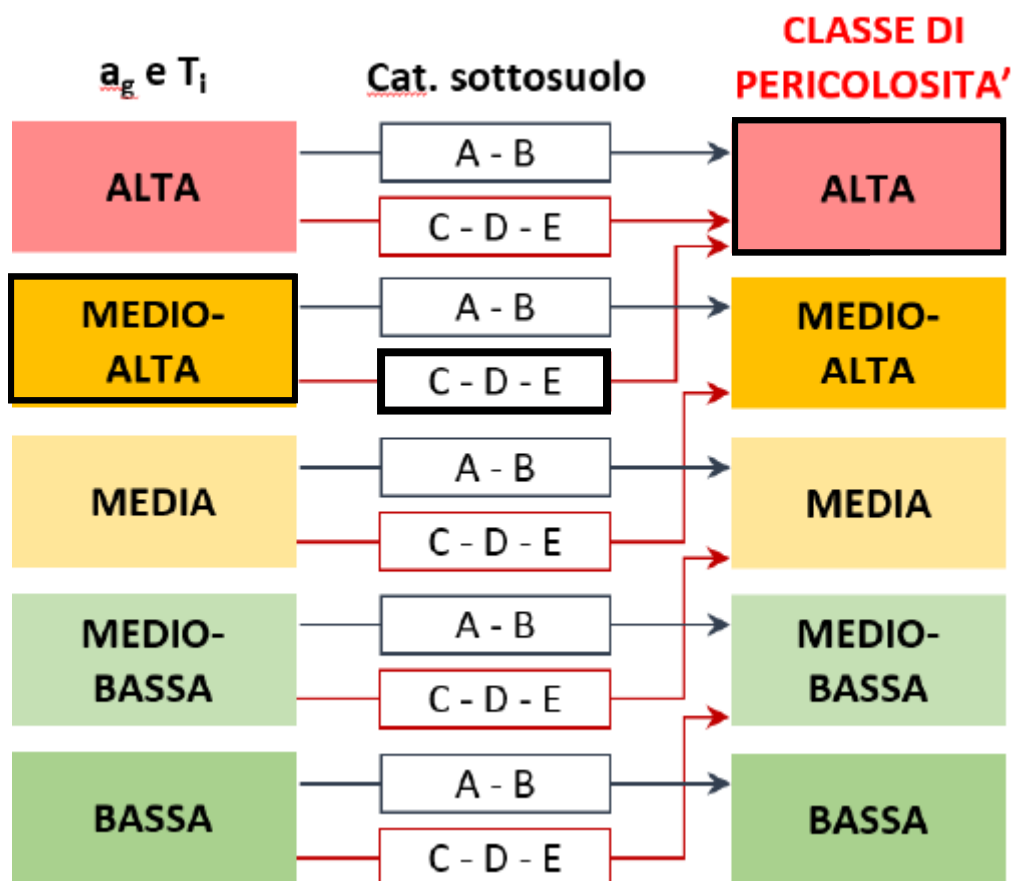 CLASSE DI
PERICOLOSITA’
ag e Ti
Cat. sottosuolo
ALTA
A - B
C - D - E
ALTA
MEDIO-
ALTA
A - B
C - D - E
MEDIO-
ALTA
MEDIA
A - B
C - D - E
MEDIA
MEDIO-
BASSA
A - B
C - D - E
MEDIO-
BASSA
BASSA
A - B
C - D - E
BASSA